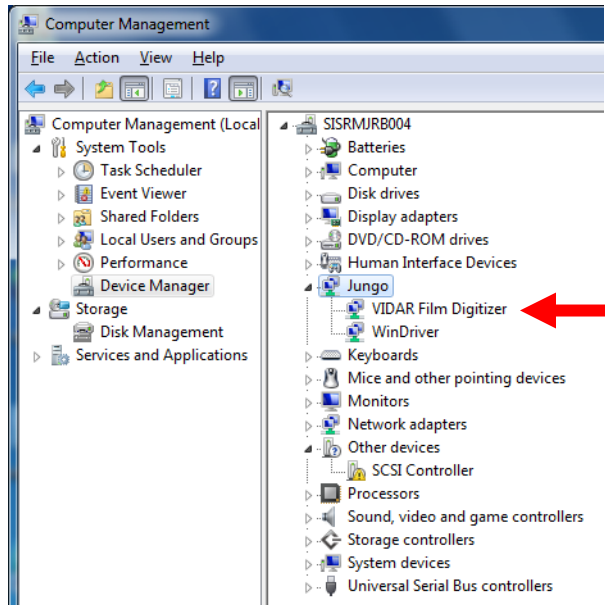 Computer Management
File Action View Help
Computer Management (Local
System Tools
Task Scheduler
Event Viewer
Shared Folders
Local Users and Groups
Performance
Device Manager
Storage
Disk Management
Services and Applications
SISRMJRB004
Batteries
Computer
Disk drives
Display adapters
DVD/CD-ROM drives
Human Interface Devices
Jungo
VIDAR Film Digitizer
WinDriver
Keyboards
Mice and other pointing devices
Monitors
Network adapters
Other devices
SCSI Controller
Processors
Sound, video and game controllers
Storage controllers
System devices
Universal Serial Bus controllers